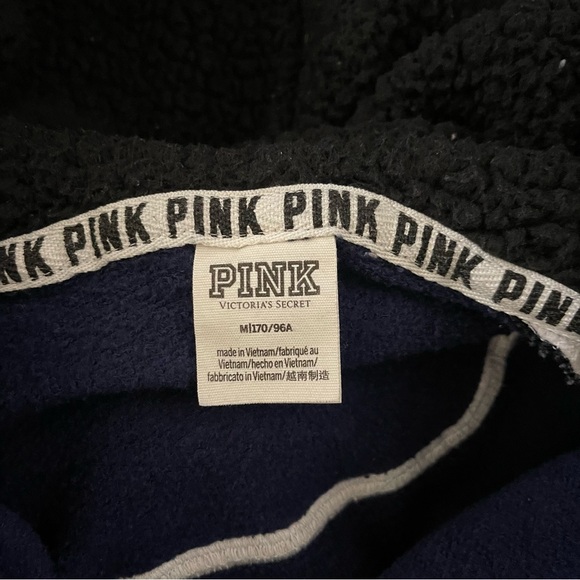 NK PINK PINK PINK PINK PINK
PINK
VICTORIA'S SECRET
M|170/96A
made in Vietnam/fabriqué au
Vietnam/hecho en Vietnam/
fabbricato in Vietnam/越南制造